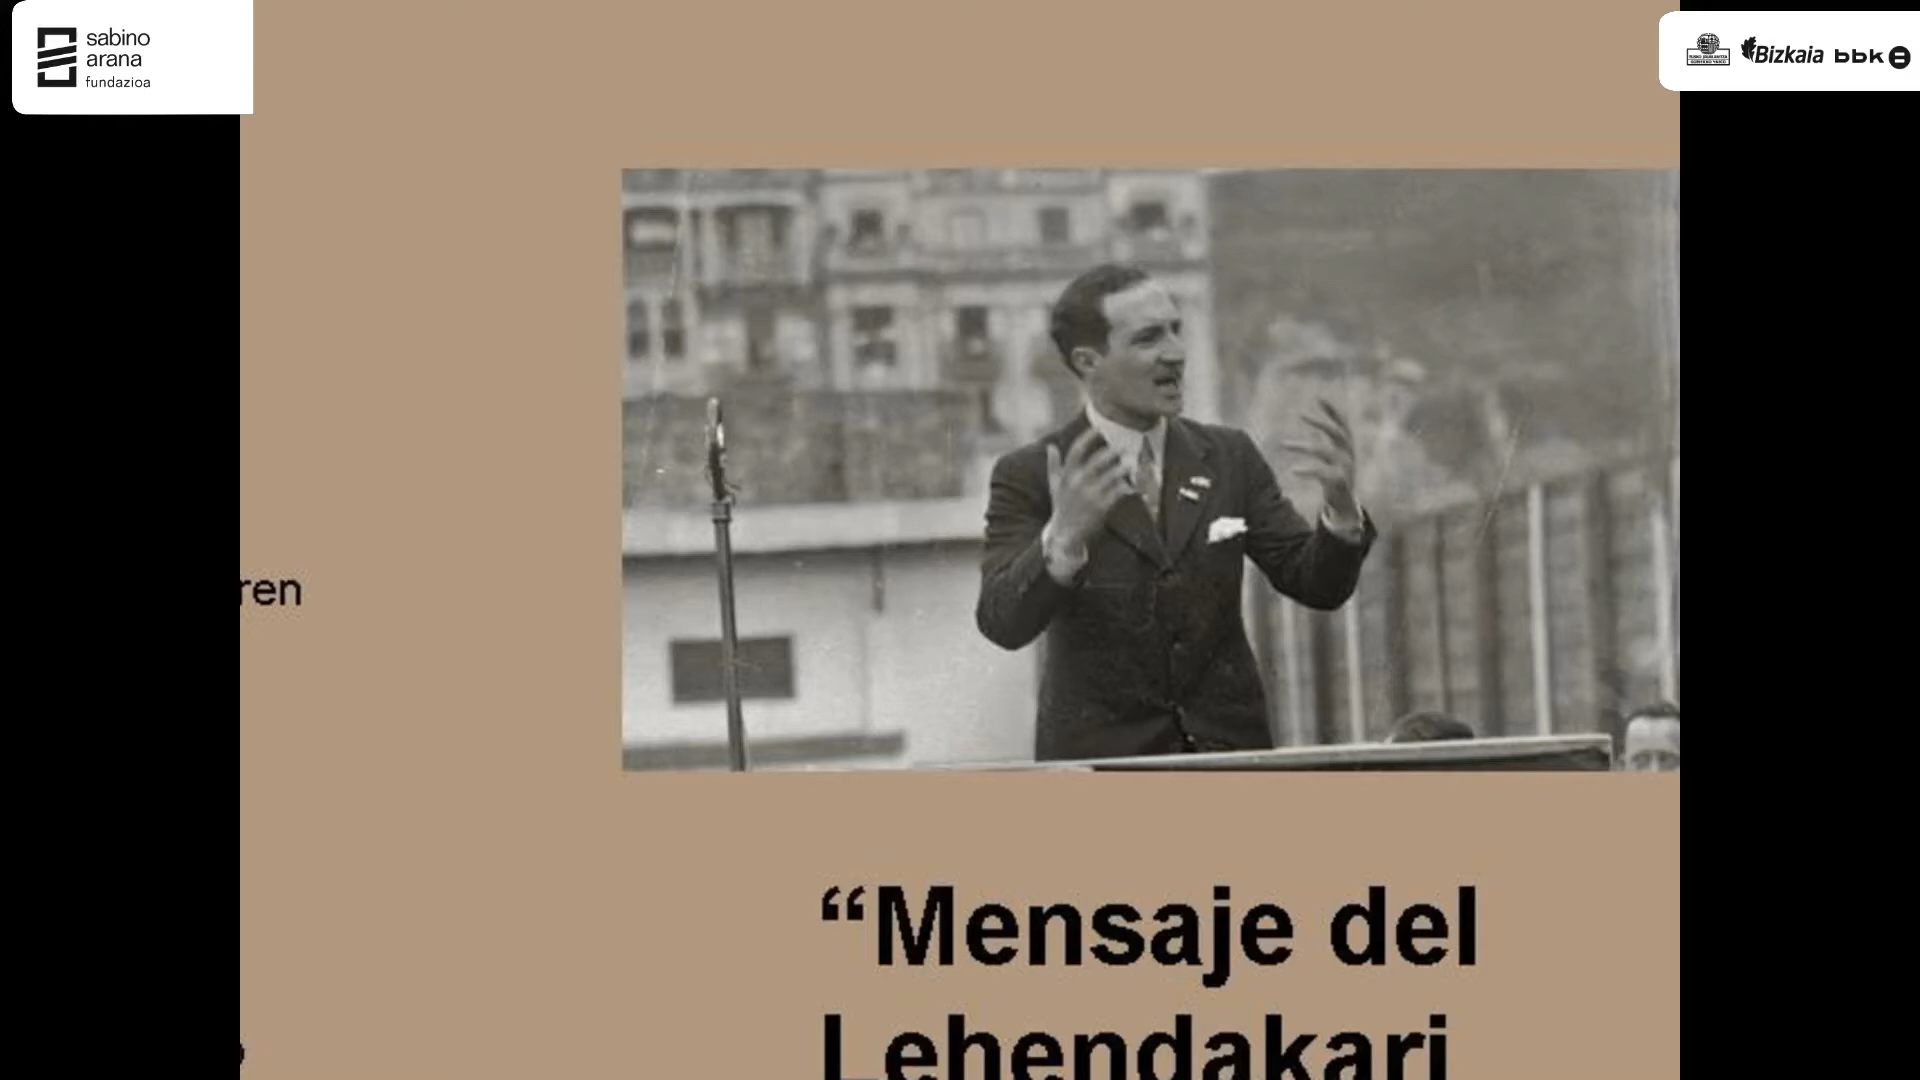 sabino
arana
fundazioa
Bizkaia
bbk
ren
“Mensaje del
Lehendakari